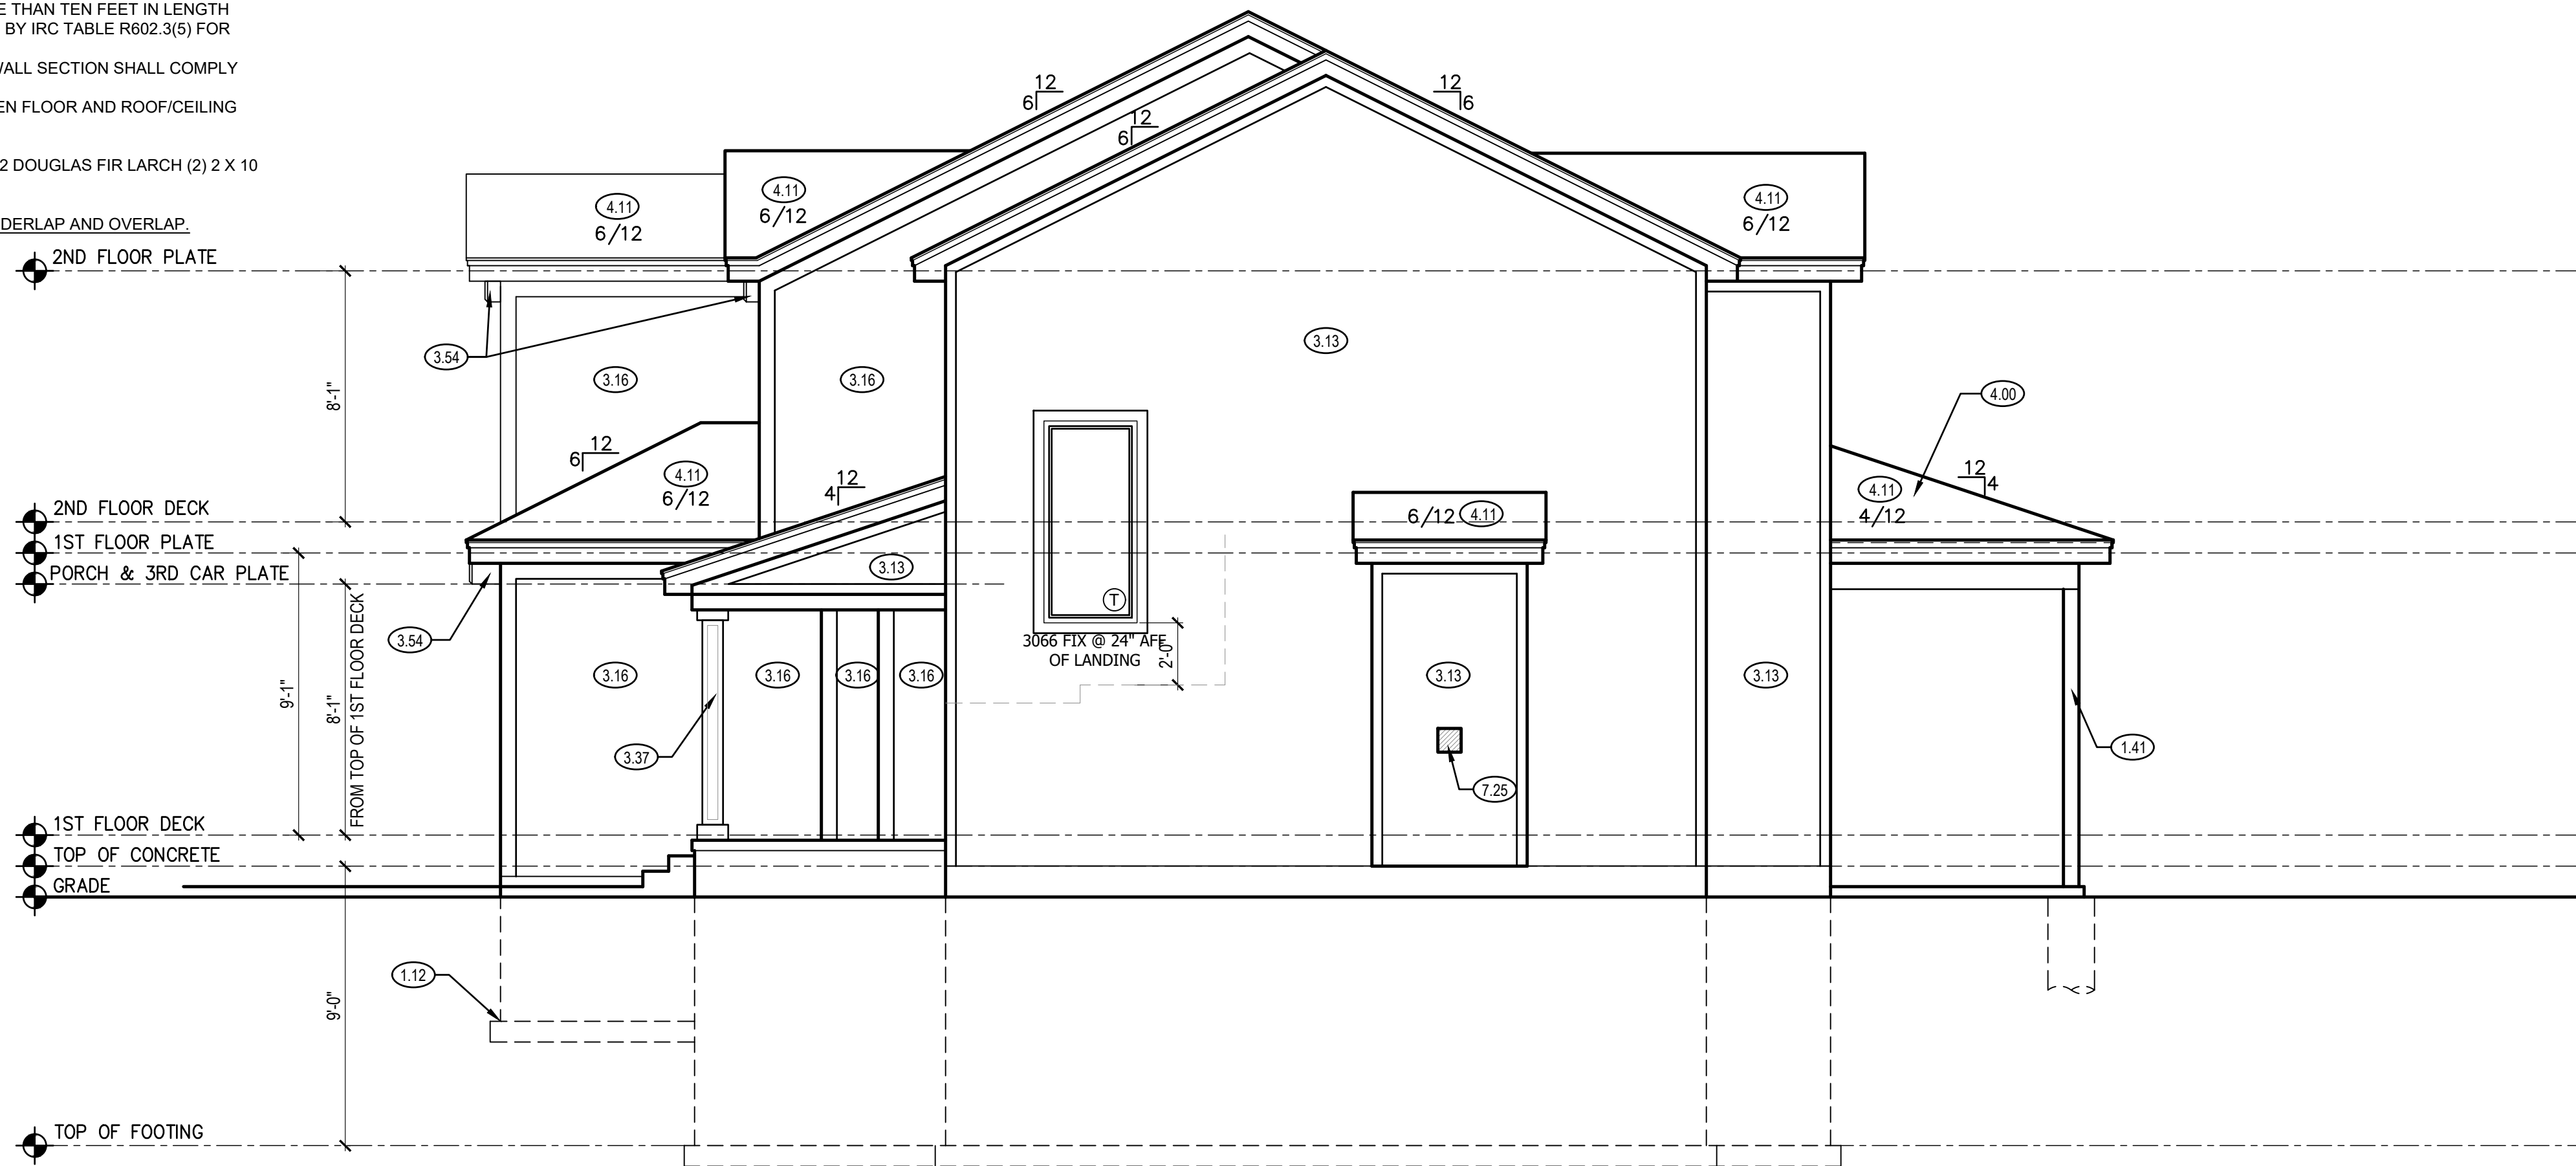 E THAN TEN FEET IN LENGTH
BY IRC TABLE R602.3(5) FOR
WALL SECTION SHALL COMPLY
EN FLOOR AND ROOF/CEILING
2 DOUGLAS FIR LARCH (2) 2 X 10
DERLAP AND OVERLAP.
12
6
12
6
12
6
4.11
6/12
4.11
6/12
4.11
6/12
2ND FLOOR PLATE
3.54
3.16
3.16
3.13
8'-1"
4.00
12
6
4.11
6/12
12
4
6/12 4.11
12
4
4.11
4/12
2ND FLOOR DECK
1ST FLOOR PLATE
PORCH & 3RD CAR PLATE
3.13
T
3066 FIX @ 24" AFF
OF LANDING
2'-0"
3.54
9'-1"
8'-1"
FROM TOP OF 1ST FLOOR DECK
3.16
3.16
3.16
3.16
3.13
3.13
3.37
7.25
1.41
1ST FLOOR DECK
TOP OF CONCRETE
GRADE
1.12
9'-0"
TOP OF FOOTING